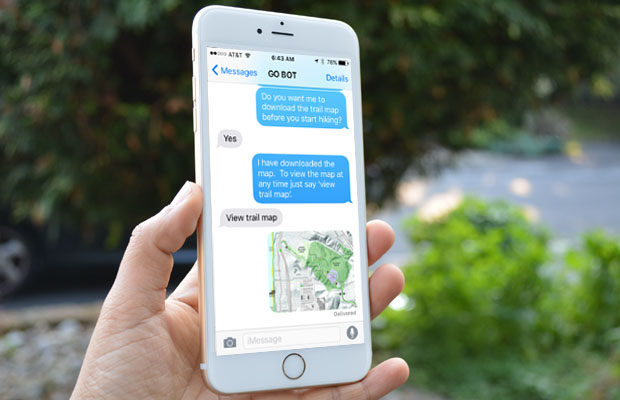 AT&T 6:43 AM 76%
Messages GO BOT Details
Do you want me to
download the trail map
before you start hiking?
Yes
I have downloaded the
map. To view the map at
any time just say 'view
trail map'.
View trail map
Delivered
iMessage